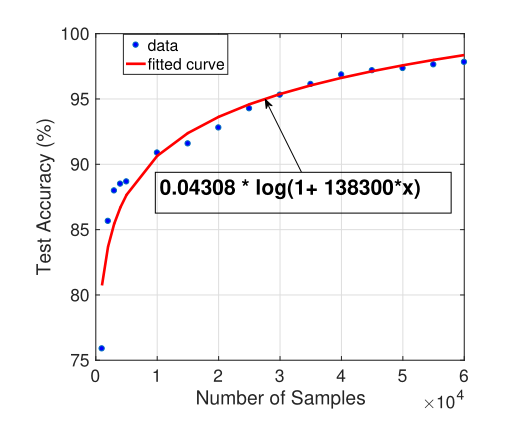 100
95
90
85
80
75
Test Accuracy (%)
data
fitted curve
0.04308 * log(1+ 138300*x)
0 1 2 3 4 5 6
Number of Samples
×10^4